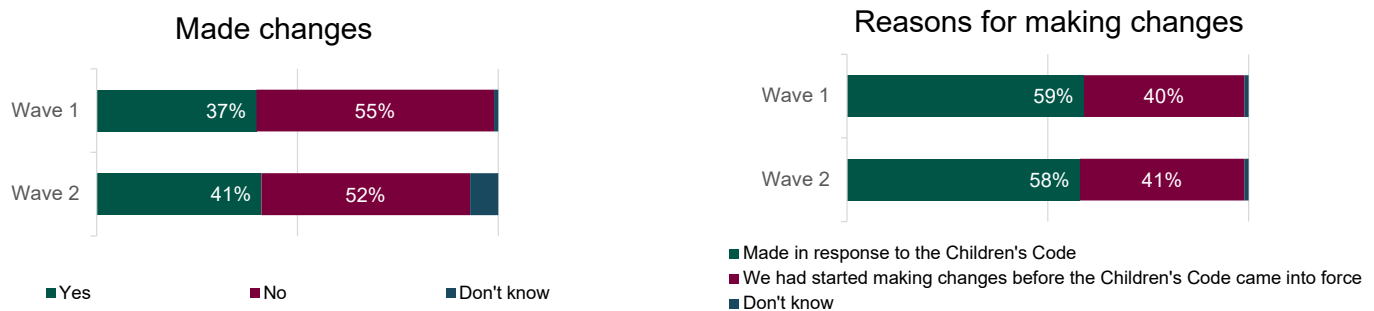 Made changes
Wave 1
37%
55%
Wave 2
41%
52%
Yes
No
Don't know
Reasons for making changes
Wave 1
59%
40%
Wave 2
58%
41%
Made in response to the Children's Code
We had started making changes before the Children's Code came into force
Don't know